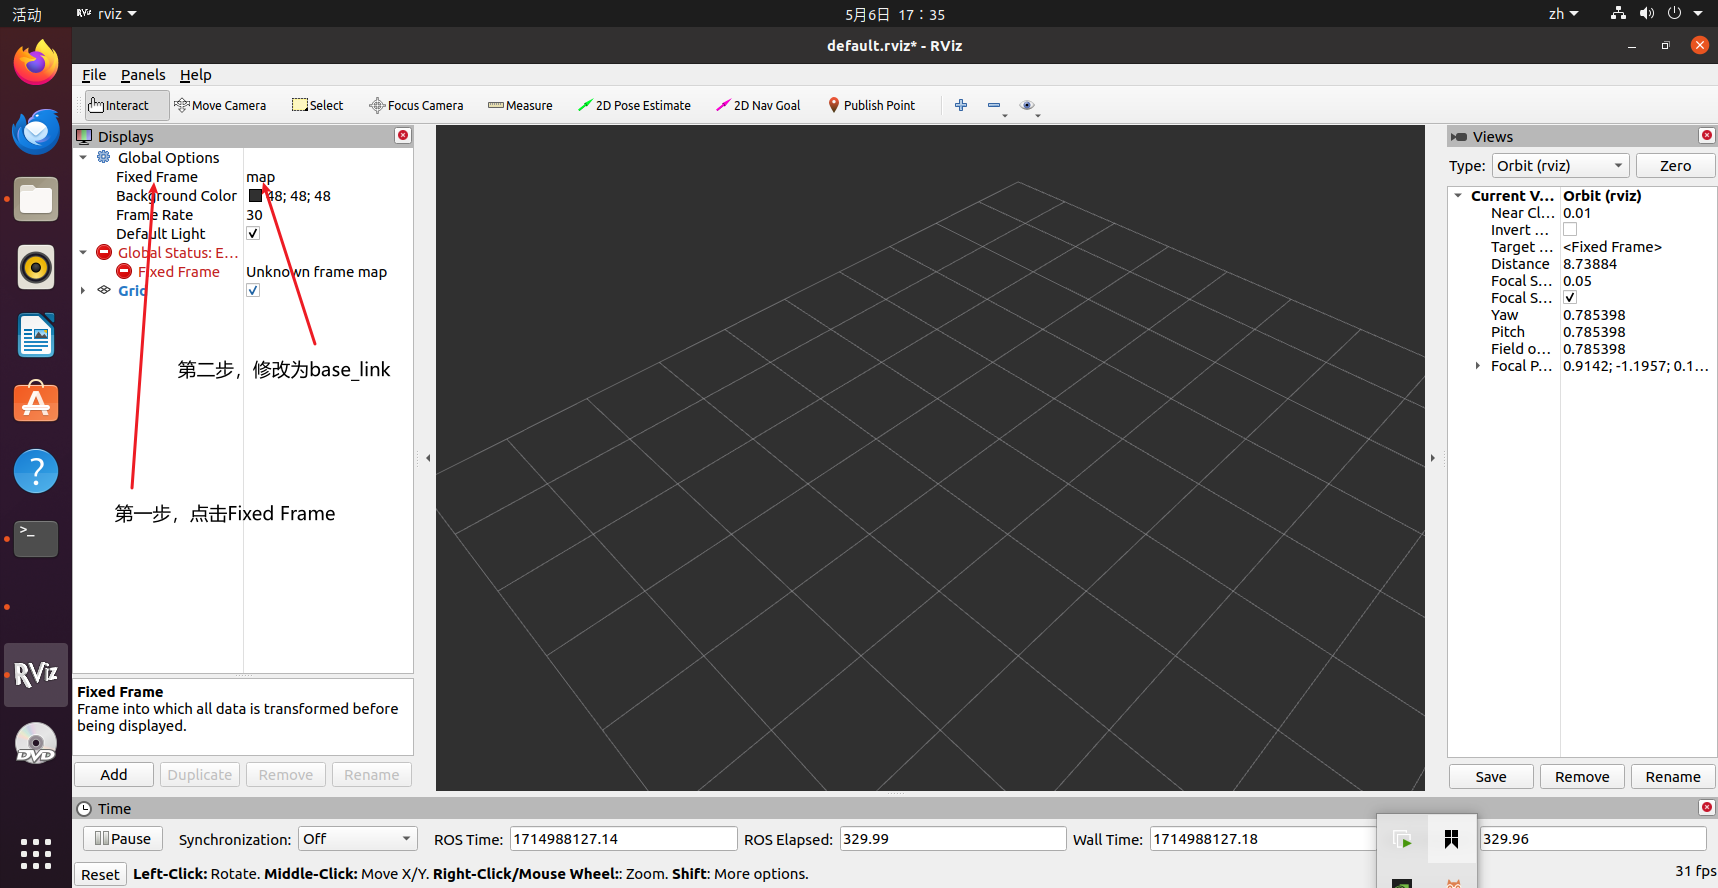 活动
RViz rviz
5月6日 17：35
zh
default.rviz* - RViz
File Panels Help
Interact Move Camera Select Focus Camera Measure 2D Pose Estimate 2D Nav Goal Publish Point
Displays
Global Options
Fixed Frame map
Background Color 48; 48; 48
Frame Rate 30
Default Light
Global Status: E...
Fixed Frame Unknown frame map
Grid
第二步，修改为base_link
第一步，点击Fixed Frame
Fixed Frame
Frame into which all data is transformed before
being displayed.
Add Duplicate Remove Rename
Views
Type: Orbit (rviz) Zero
Current V... Orbit (rviz)
Near Cl... 0.01
Invert ...
Target ... <Fixed Frame>
Distance 8.73884
Focal S... 0.05
Focal S...
Yaw 0.785398
Pitch 0.785398
Field o... 0.785398
Focal P... 0.9142; -1.1957; 0.1...
Save Remove Rename
RViz
DVD
Time
Pause Synchronization: Off ROS Time: 1714988127.14 ROS Elapsed: 329.99 Wall Time: 1714988127.18 329.96
Reset Left-Click: Rotate. Middle-Click: Move X/Y. Right-Click/Mouse Wheel:: Zoom. Shift: More options. 31 fps